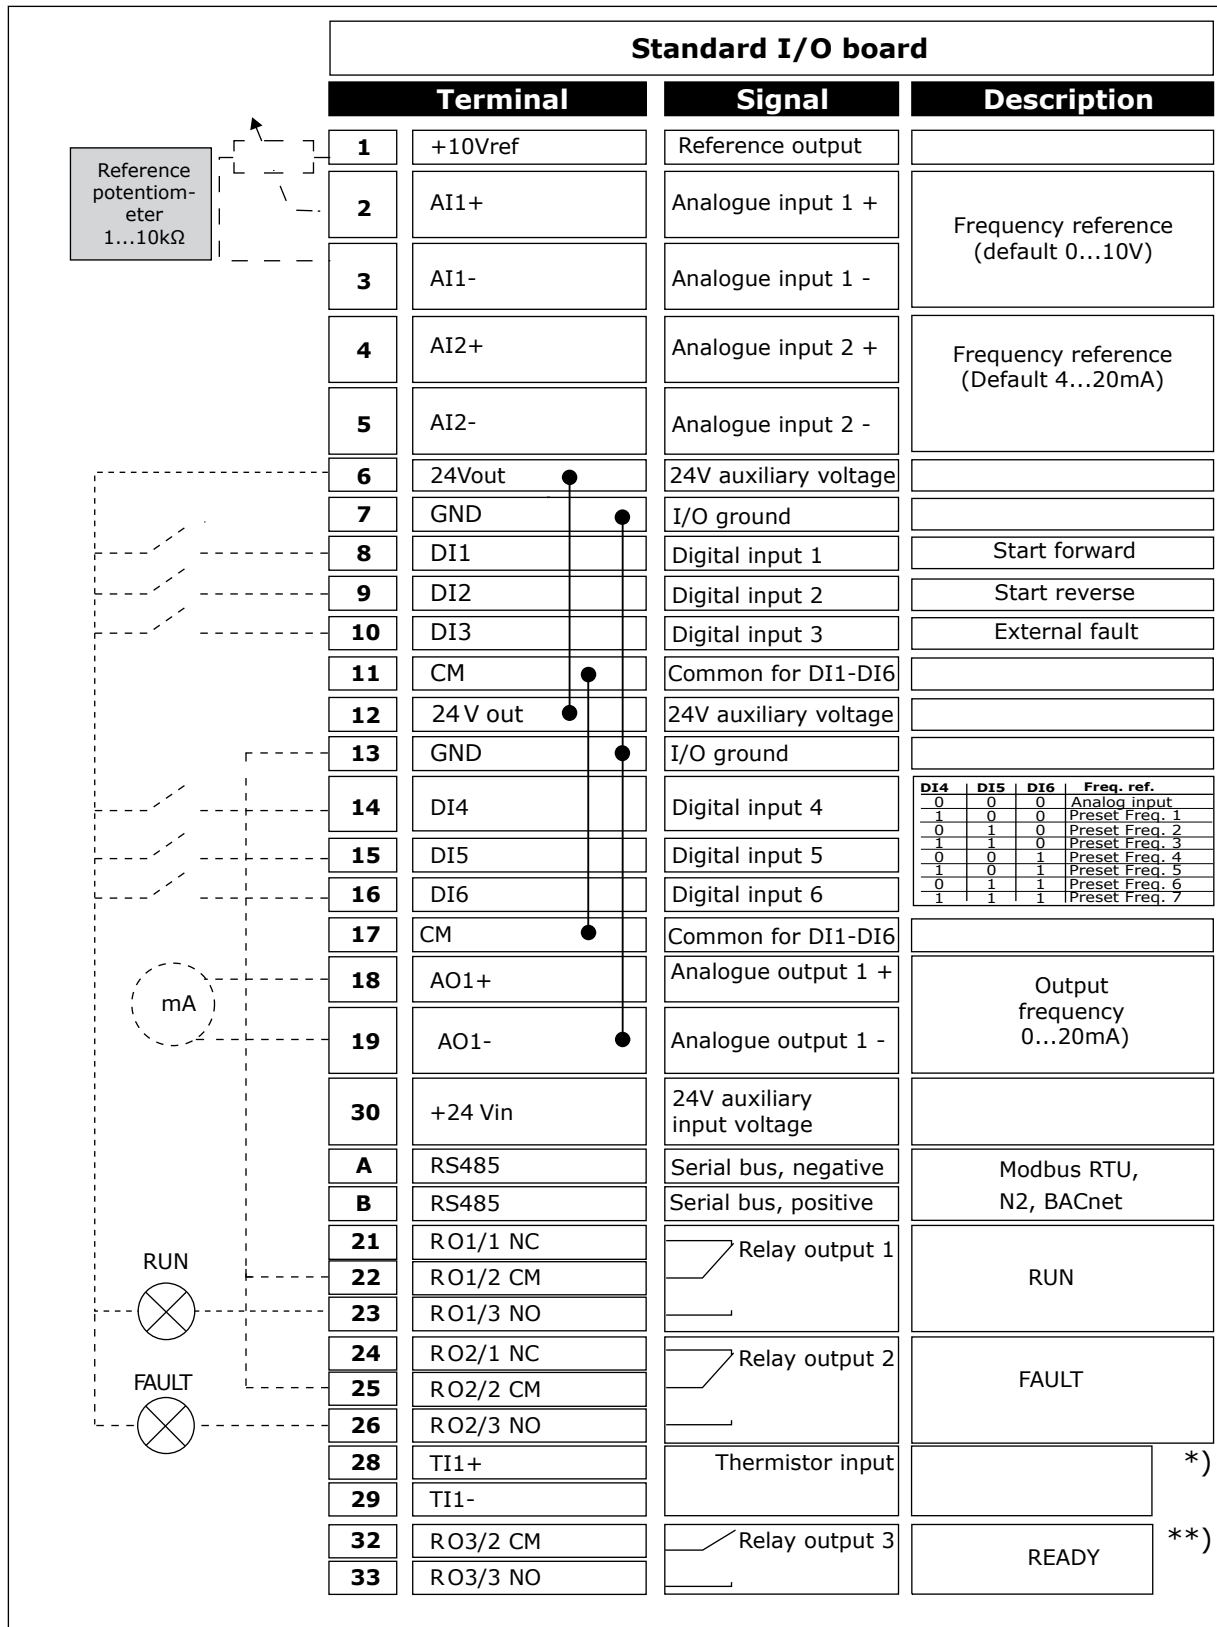 Standard I/O board
Terminal Signal Description
Reference
potentiom-
eter
1...10kΩ
1 +10Vref Reference output
2 AI1+ Analogue input 1 +
3 AI1- Analogue input 1 -
Frequency reference
(default 0...10V)
4 AI2+ Analogue input 2 +
5 AI2- Analogue input 2 -
Frequency reference
(Default 4...20mA)
6 24Vout 24V auxiliary voltage
7 GND I/O ground
8 DI1 Digital input 1 Start forward
9 DI2 Digital input 2 Start reverse
10 DI3 Digital input 3 External fault
11 CM Common for DI1-DI6
12 24V out 24V auxiliary voltage
13 GND I/O ground
14 DI4 Digital input 4
15 DI5 Digital input 5
16 DI6 Digital input 6
DI4 DI5 DI6 Freq. ref.
0 0 0 Analog input
1 0 0 Preset Freq. 1
0 1 0 Preset Freq. 2
1 1 0 Preset Freq. 3
0 0 1 Preset Freq. 4
1 0 1 Preset Freq. 5
0 1 1 Preset Freq. 6
1 1 1 Preset Freq. 7
17 CM Common for DI1-DI6
mA
18 AO1+ Analogue output 1 +
19 AO1- Analogue output 1 -
Output
frequency
0...20mA)
30 +24 Vin 24V auxiliary
input voltage
A RS485 Serial bus, negative
B RS485 Serial bus, positive
Modbus RTU,
N2, BACnet
RUN
21 RO1/1 NC Relay output 1
22 RO1/2 CM RUN
23 RO1/3 NO
FAULT
24 RO2/1 NC Relay output 2
25 RO2/2 CM FAULT
26 RO2/3 NO
28 TI1+ Thermistor input *)
29 TI1-
32 RO3/2 CM Relay output 3 READY **)
33 RO3/3 NO